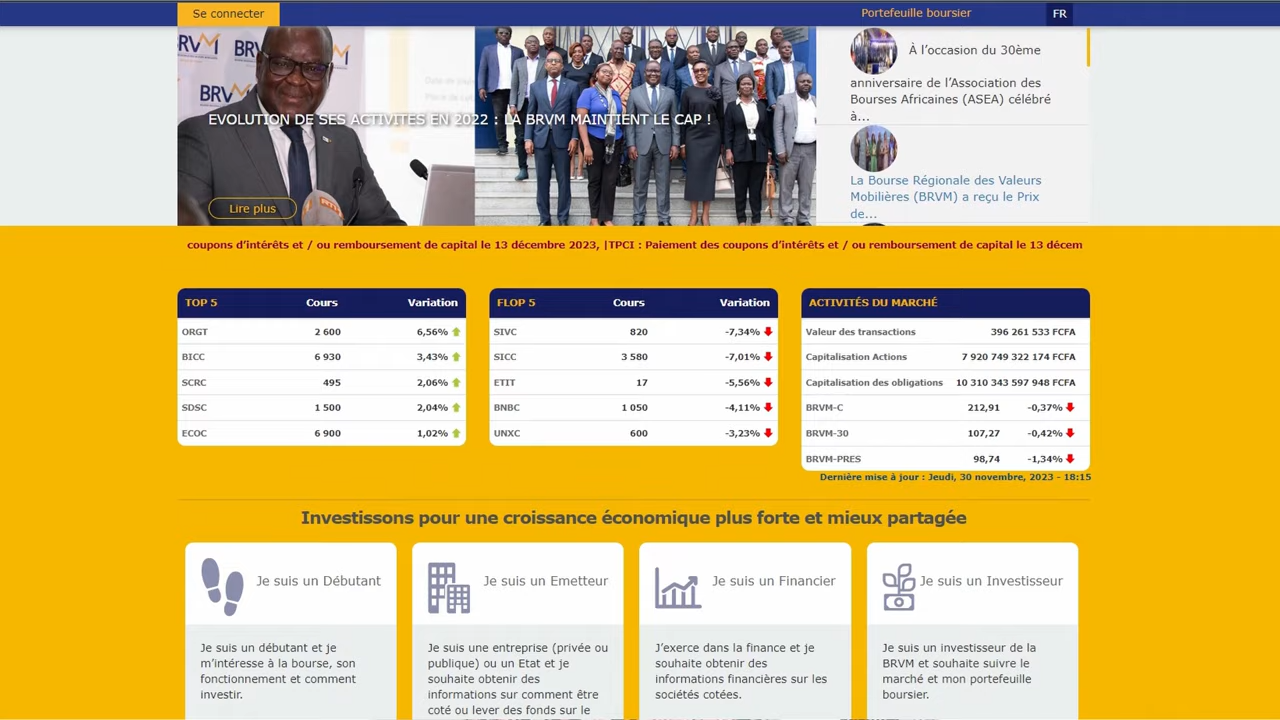 Se connecter
Portefeuille boursier
FR
BRVM
BRV
BRVM
EVOLUTION DE SES ACTIVITES EN 2022 : LA BRVM MAINTIENT LE CAP !
Lire plus
À l’occasion du 30ème
anniversaire de l’Association des
Bourses Africaines (ASEA) célébré
à...
La Bourse Régionale des Valeurs
Mobilières (BRVM) a reçu le Prix
de...
coupons d’intérêts et / ou remboursement de capital le 13 décembre 2023, |TPCI : Paiement des coupons d’intérêts et / ou remboursement de capital le 13 décem
TOP 5 Cours Variation
ORGT 2 600 6,56%
BICC 6 930 3,43%
SCRC 495 2,06%
SDSC 1 500 2,04%
ECOC 6 900 1,02%
FLOP 5 Cours Variation
SIVC 820 -7,34%
SICC 3 580 -7,01%
ETIT 17 -5,56%
BNBC 1 050 -4,11%
UNXC 600 -3,23%
ACTIVITÉS DU MARCHÉ
Valeur des transactions 396 261 533 FCFA
Capitalisation Actions 7 920 749 322 174 FCFA
Capitalisation des obligations 10 310 343 597 948 FCFA
BRVM-C 212,91 -0,37%
BRVM-30 107,27 -0,42%
BRVM-PRES 98,74 -1,34%
Dernière mise à jour : Jeudi, 30 novembre, 2023 - 18:15
Investissons pour une croissance économique plus forte et mieux partagée
Je suis un Débutant
Je suis un débutant et je
m’intéresse à la bourse, son
fonctionnement et comment
investir.
Je suis un Emetteur
Je suis une entreprise (privée ou
publique) ou un Etat et je
souhaite obtenir des
informations sur comment être
coté ou lever des fonds sur le
Je suis un Financier
J’exerce dans la finance et je
souhaite obtenir des
informations financières sur les
sociétés cotées.
Je suis un Investisseur
Je suis un investisseur de la
BRVM et souhaite suivre le
marché et mon portefeuille
boursier.